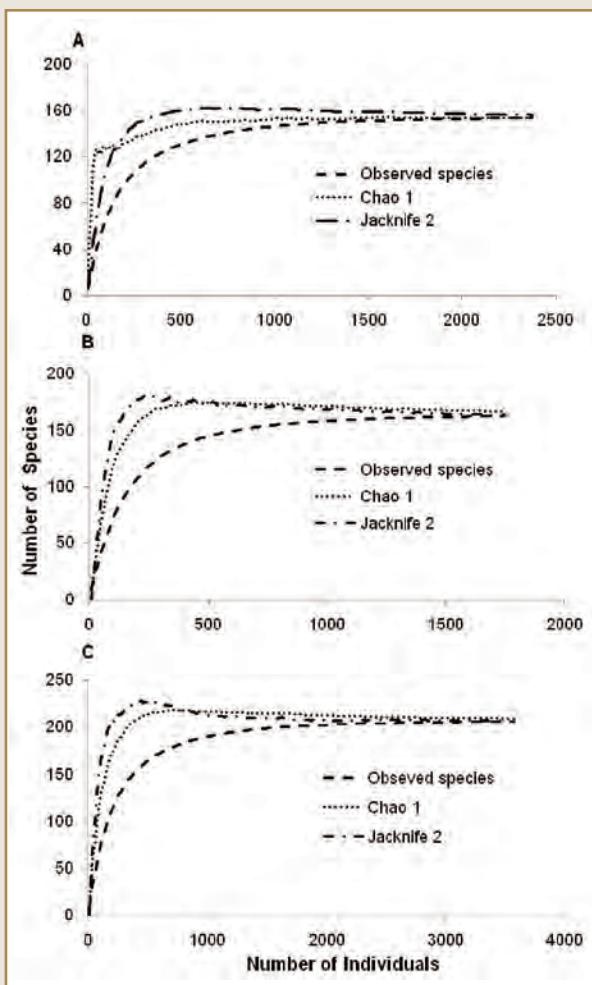 A
200
160
120
80
40
0
Observed species
Chao 1
Jacknife 2
0 500 1000 1500 2000 2500
B
200
150
100
50
0
Observed species
Chao 1
Jacknife 2
0 500 1000 1500 2000
Number of Species
C
250
200
150
100
50
0
Obseved species
Chao 1
Jacknife 2
0 1000 2000 3000 4000
Number of Individuals